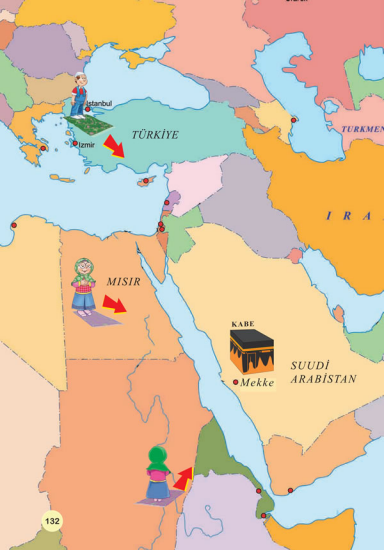 İstanbul
TÜRKİYE
İzmir
TURKMEN
I R A
MISIR
KABE
SUUDİ
ARABİSTAN
Mekke
132